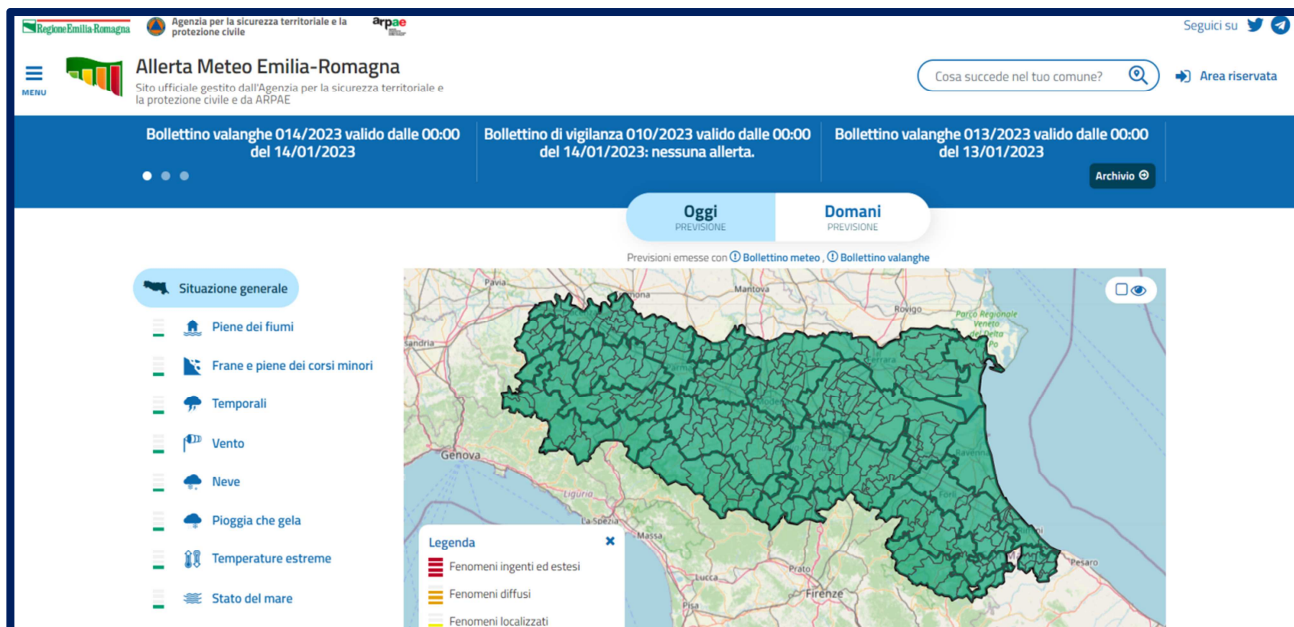 RegioneEmilia-Romagna
Agenzia per la sicurezza territoriale e la
protezione civile
arpae
Seguici su
MENU
Allerta Meteo Emilia-Romagna
Sito ufficiale gestito dall'Agenzia per la sicurezza territoriale e
la protezione civile e da ARPAE
Cosa succede nel tuo comune?
Area riservata
Bollettino valanghe 014/2023 valido dalle 00:00
del 14/01/2023
Bollettino di vigilanza 010/2023 valido dalle 00:00
del 14/01/2023: nessuna allerta.
Bollettino valanghe 013/2023 valido dalle 00:00
del 13/01/2023
Archivio
Oggi
PREVISIONE
Domani
PREVISIONE
Previsioni emesse con Bollettino meteo , Bollettino valanghe
Situazione generale
Piene dei fiumi
Frane e piene dei corsi minori
Temporali
Vento
Neve
Pioggia che gela
Temperature estreme
Stato del mare
Pavia
Mantova
Rovigo
Parco Regionale
Veneto
del Delta
Po
Genova
Liguria
La Spezia
Massa
Lucca
Pisa
Prato
Firenze
Pesaro
Ravenna
Legenda
Fenomeni ingenti ed estesi
Fenomeni diffusi
Fenomeni localizzati